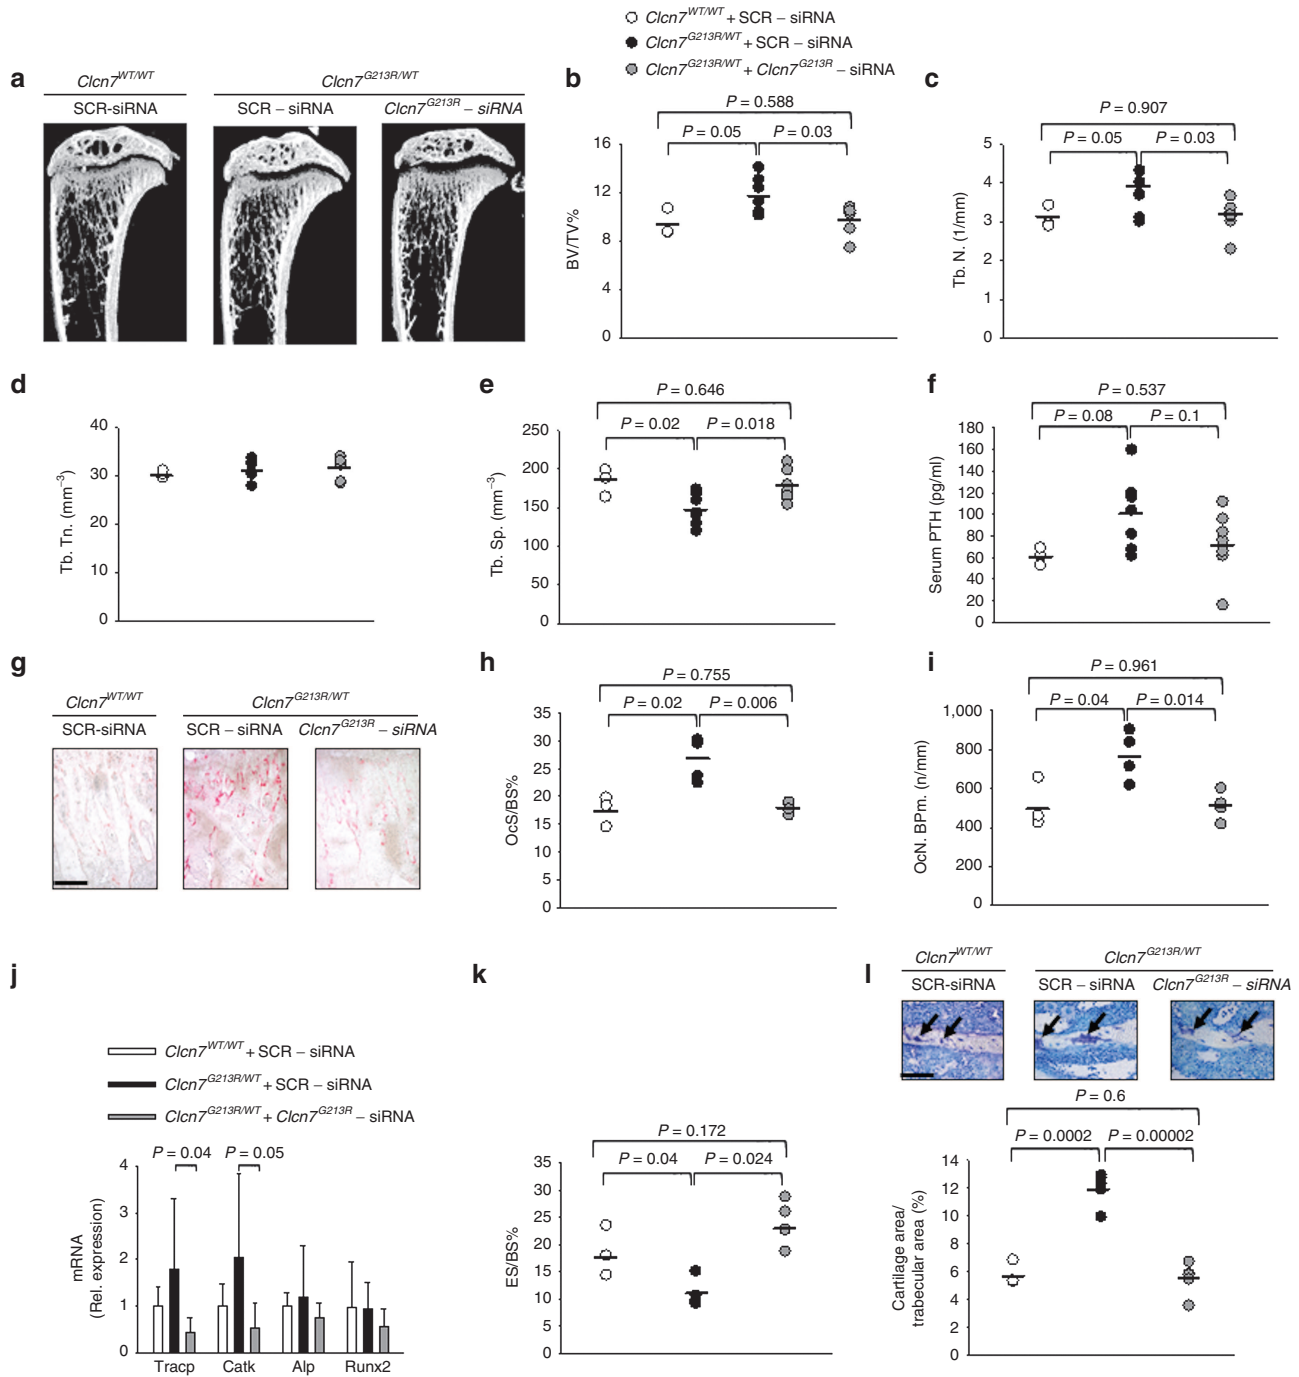 Clcn7WT/WT + SCR – siRNA
Clcn7G213R/WT + SCR – siRNA
Clcn7G213R/WT + Clcn7G213R – siRNA
a
Clcn7WT/WT
Clcn7G213R/WT
SCR-siRNA
SCR – siRNA
Clcn7G213R – siRNA
b
P = 0.588
P = 0.05
P = 0.03
16
12
8
4
0
BV/TV%
c
P = 0.907
P = 0.05
P = 0.03
5
4
3
2
1
0
Tb. N. (1/mm)
d
40
30
20
10
0
Tb. Tn. (mm−3)
e
P = 0.646
P = 0.02
P = 0.018
250
200
150
100
50
0
Tb. Sp. (mm−3)
f
P = 0.537
P = 0.08
P = 0.1
180
160
140
120
100
80
60
40
20
0
Serum PTH (pg/ml)
g
Clcn7WT/WT
Clcn7G213R/WT
SCR-siRNA
SCR – siRNA
Clcn7G213R – siRNA
h
P = 0.755
P = 0.02
P = 0.006
35
30
25
20
15
10
5
0
OcS/BS%
i
P = 0.961
P = 0.04
P = 0.014
1,000
800
600
400
200
0
OcN. BPm. (n/mm)
j
Clcn7WT/WT + SCR – siRNA
Clcn7G213R/WT + SCR – siRNA
Clcn7G213R/WT + Clcn7G213R – siRNA
P = 0.04
P = 0.05
4
3
2
1
0
mRNA
(Rel. expression)
Tracp
Catk
Alp
Runx2
k
P = 0.172
P = 0.04
P = 0.024
35
30
25
20
15
10
5
0
ES/BS%
l
Clcn7WT/WT
Clcn7G213R/WT
SCR-siRNA
SCR – siRNA
Clcn7G213R – siRNA
P = 0.6
P = 0.0002
P = 0.00002
14
12
10
8
6
4
2
0
Cartilage area/
trabecular area (%)